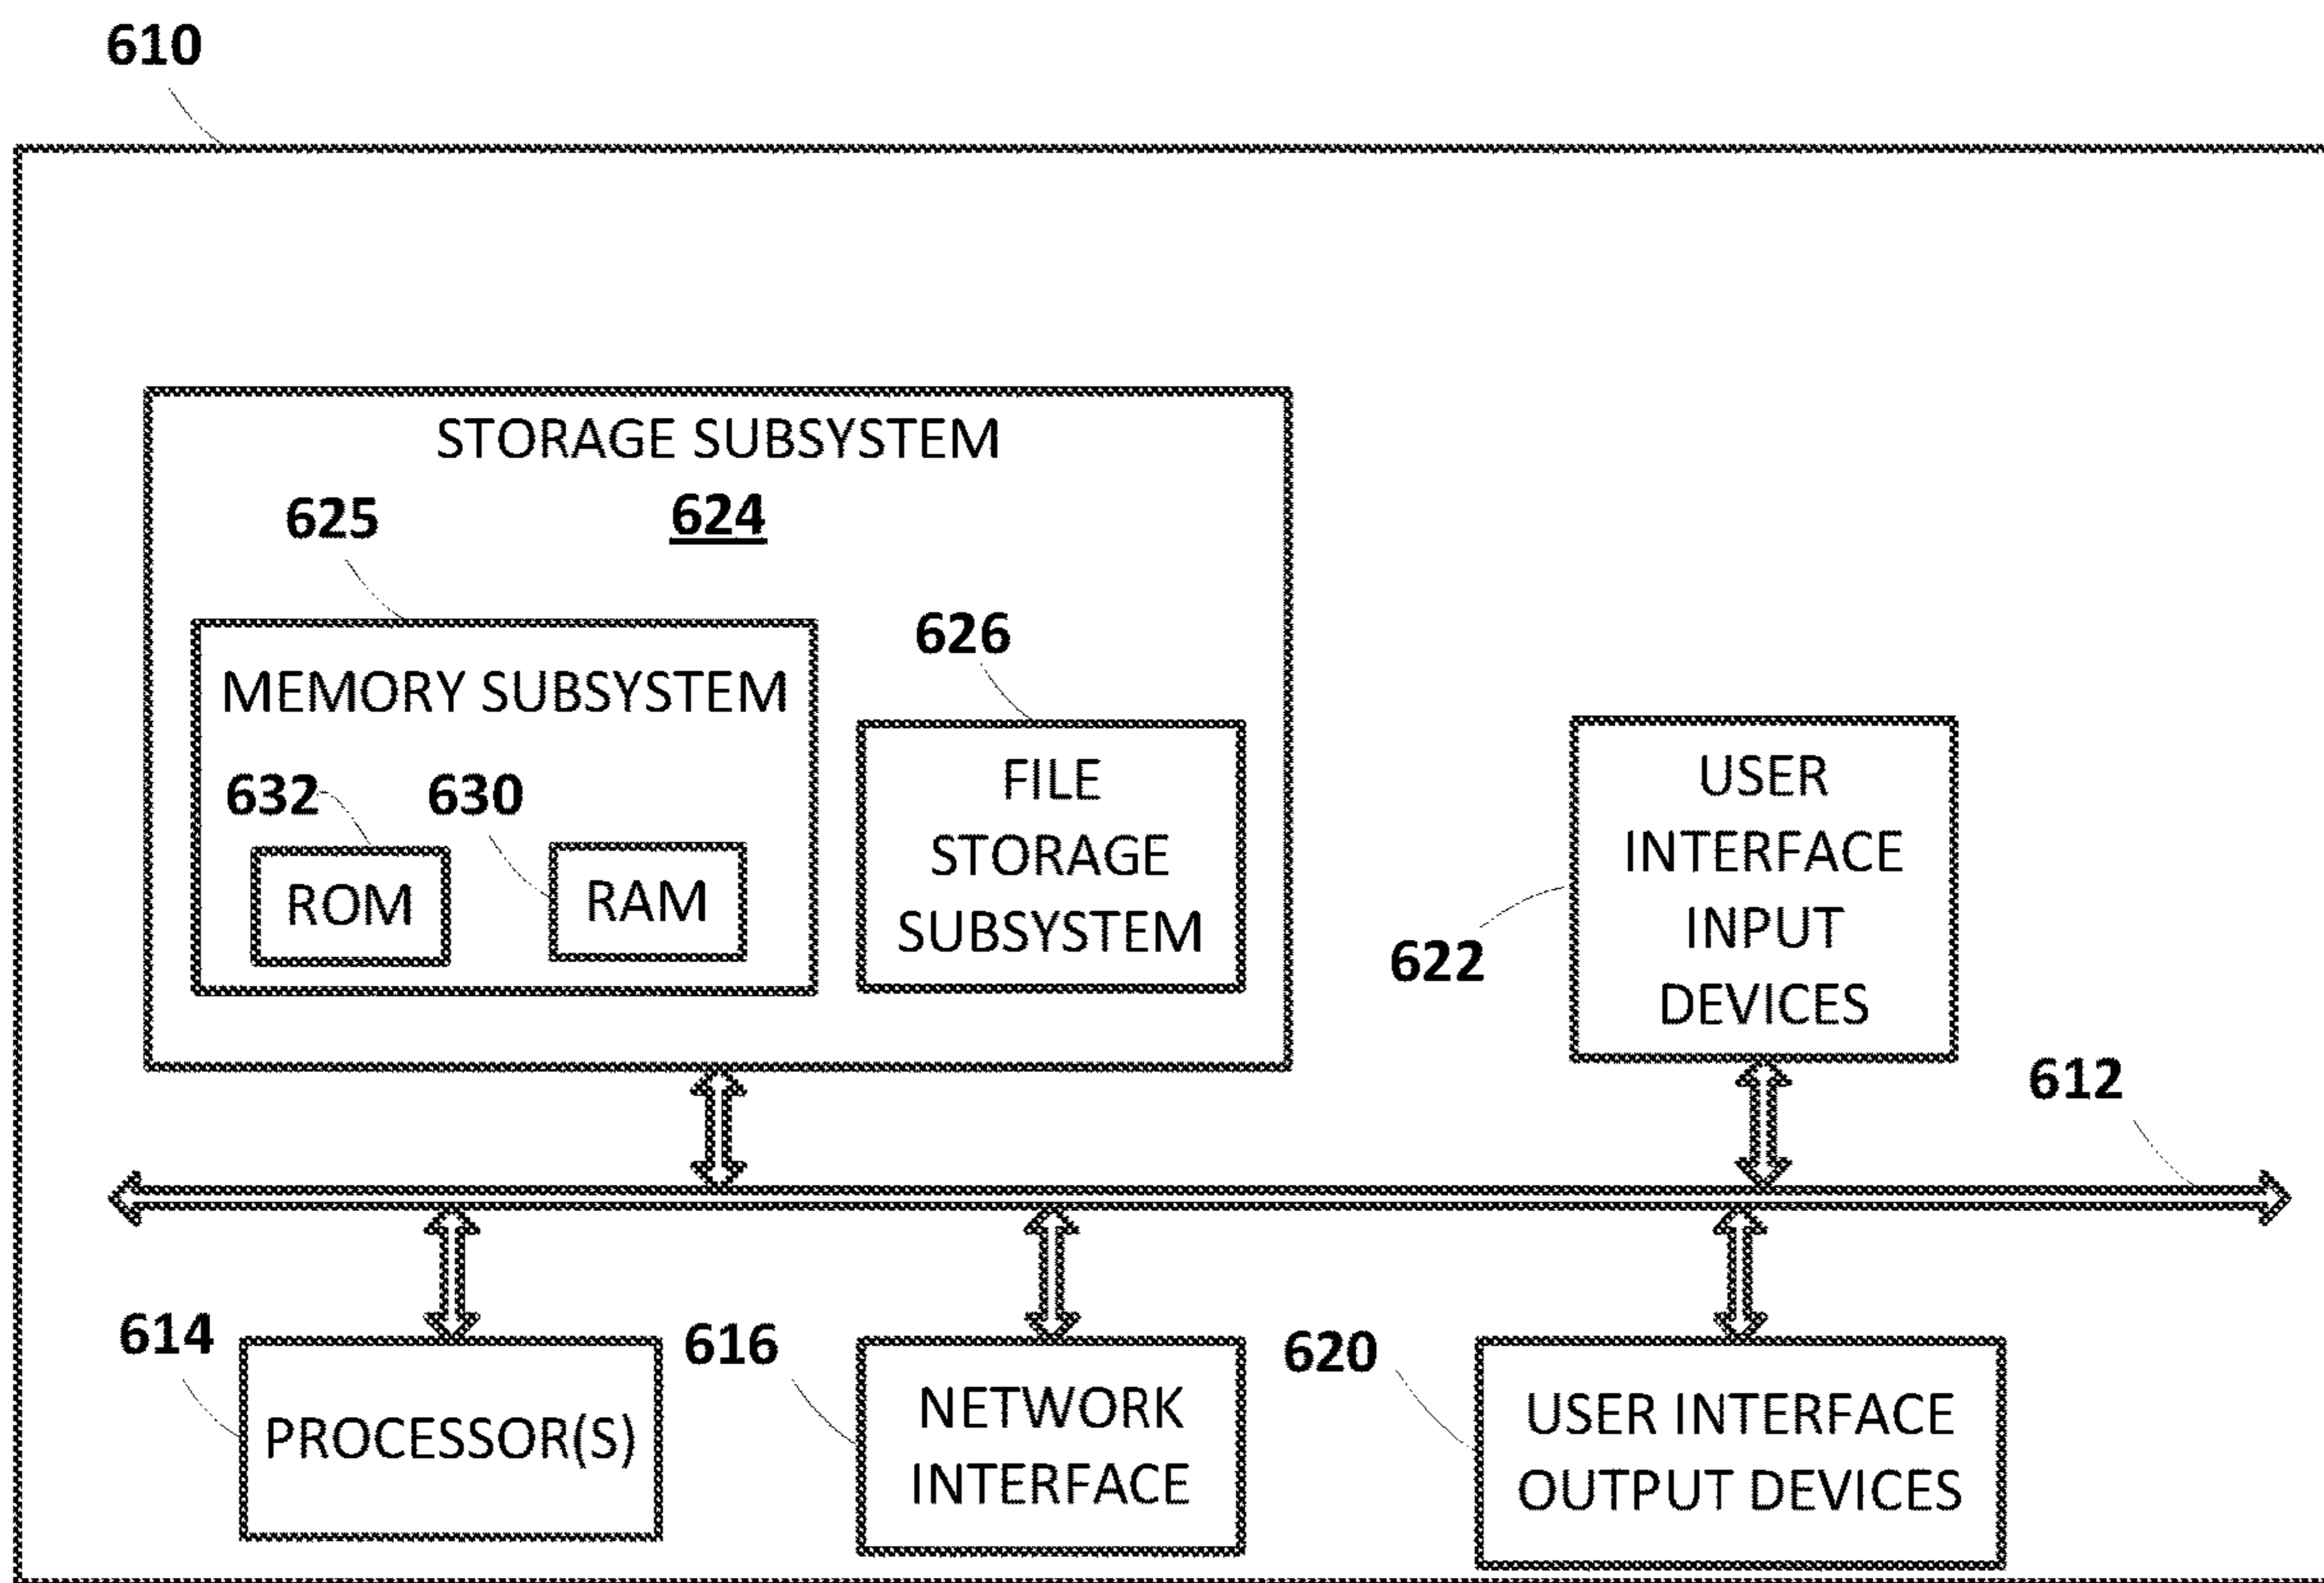 610
STORAGE SUBSYSTEM
624
625
MEMORY SUBSYSTEM
632
630
ROM
RAM
626
FILE
STORAGE
SUBSYSTEM
USER
INTERFACE
INPUT
DEVICES
622
612
614
PROCESSOR(S)
616
NETWORK
INTERFACE
620
USER INTERFACE
OUTPUT DEVICES